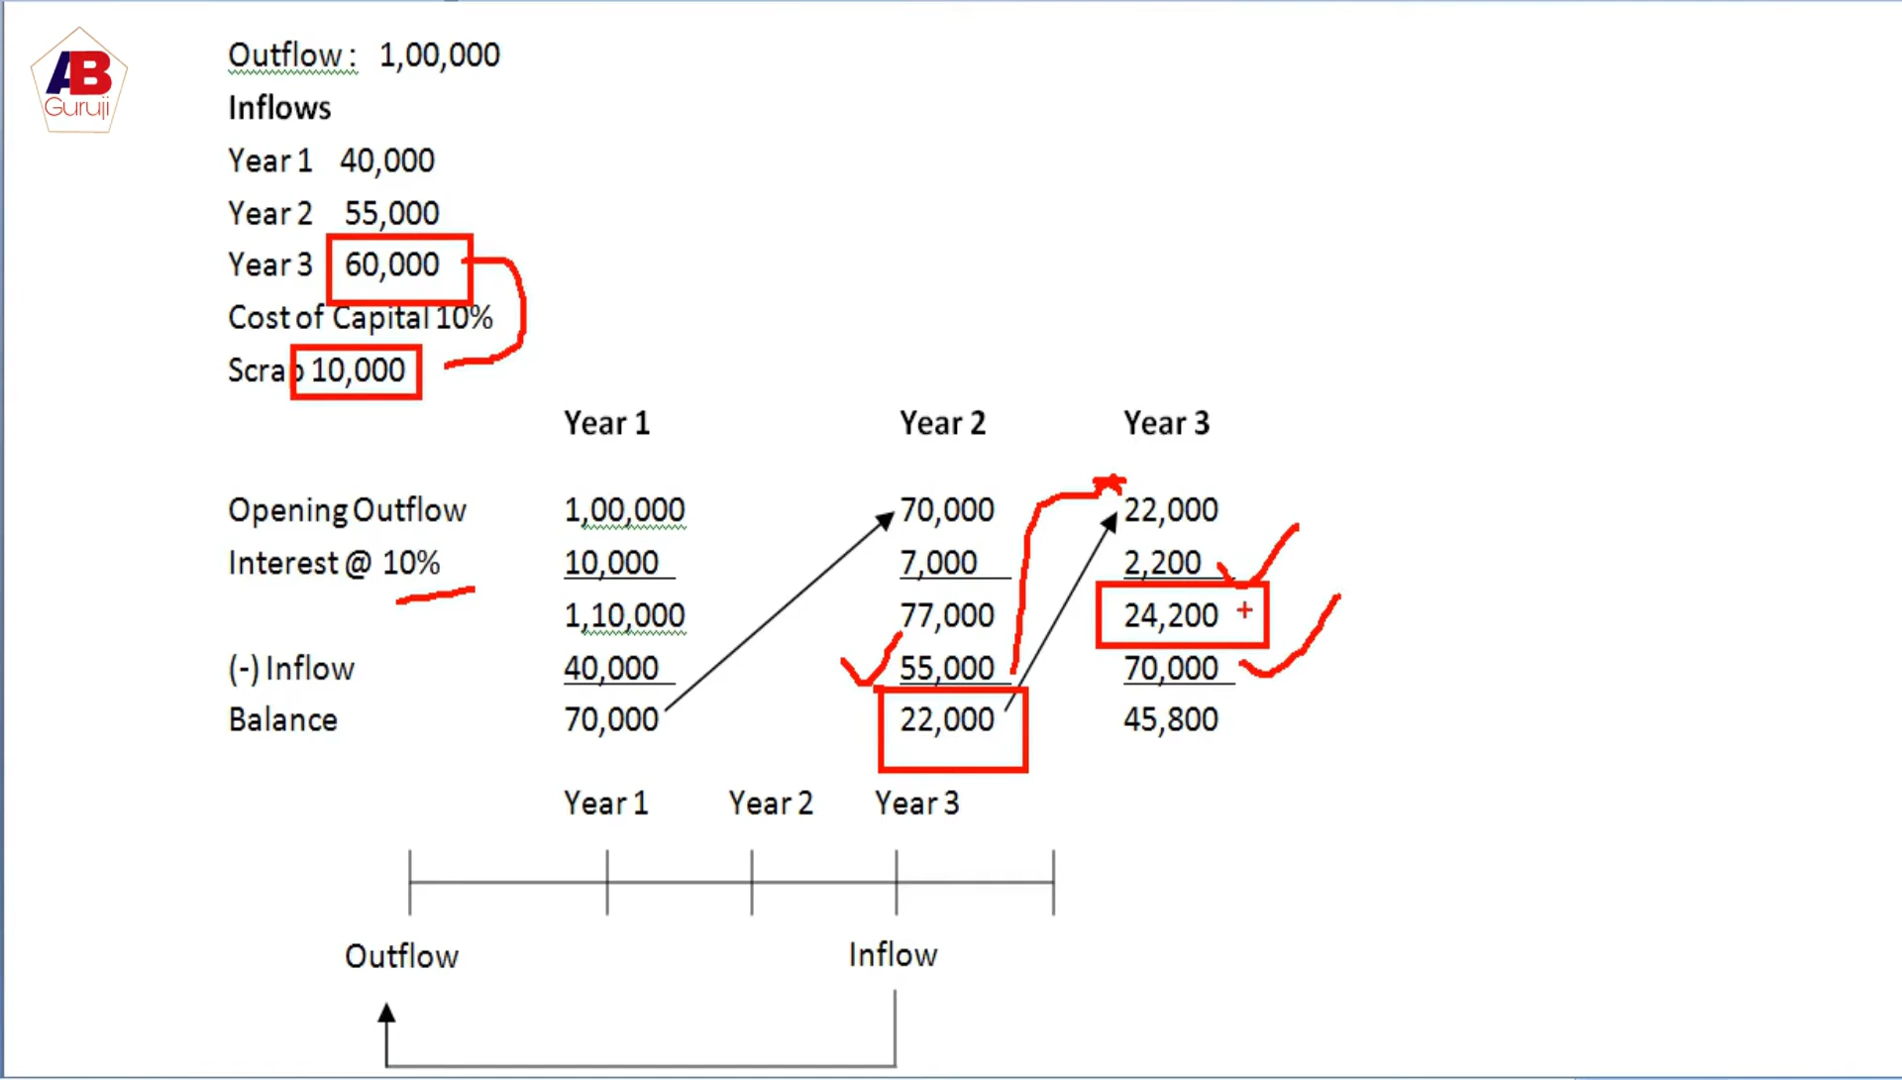 AB
Guruji
Outflow : 1,00,000
Inflows
Year 1 40,000
Year 2 55,000
Year 3 60,000
Cost of Capital 10%
Scrap 10,000
Year 1 Year 2 Year 3
Opening Outflow 1,00,000 70,000 22,000
Interest @ 10% 10,000 7,000 2,200
1,10,000 77,000 24,200
(-) Inflow 40,000 55,000 70,000
Balance 70,000 22,000 45,800
Year 1 Year 2 Year 3
Outflow Inflow